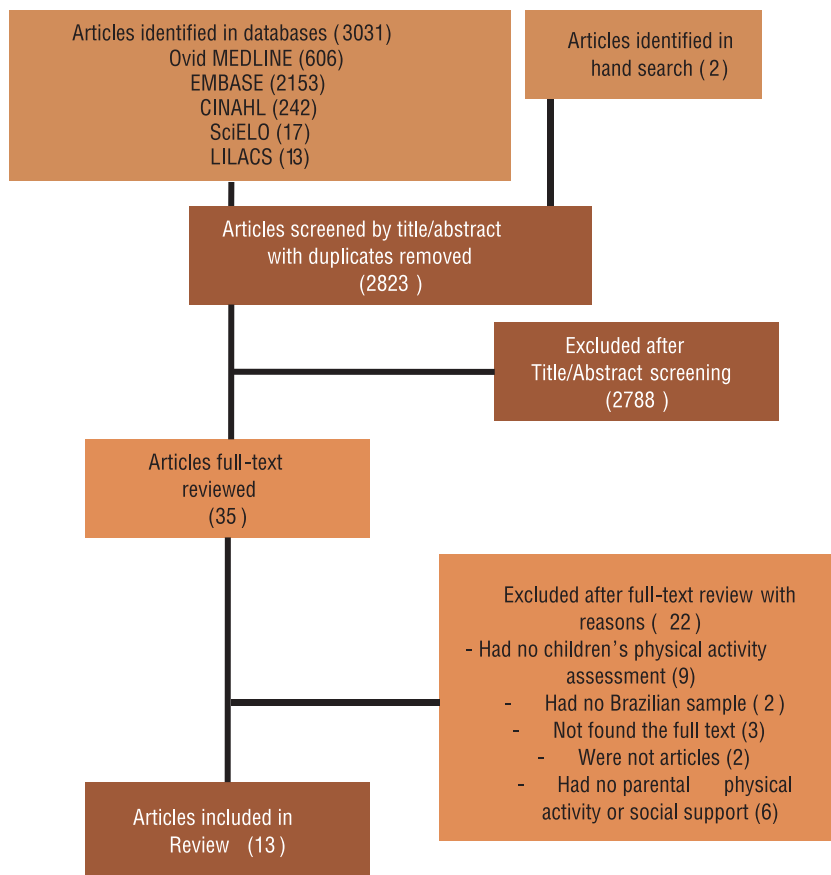 Articles identified in databases (3031)
Ovid MEDLINE (606)
EMBASE (2153)
CINAHL (242)
SciELO (17)
LILACS (13)
Articles identified in
hand search ( 2 )
Articles screened by title/abstract
with duplicates removed
(2823 )
Excluded after
Title/Abstract screening
(2788 )
Articles full-text
reviewed
(35 )
Excluded after full-text review with
reasons ( 22 )
- Had no children's physical activity
assessment (9)
- Had no Brazilian sample ( 2 )
- Not found the full text (3)
- Were not articles (2)
- Had no parental physical
activity or social support (6)
Articles included in
Review (13 )